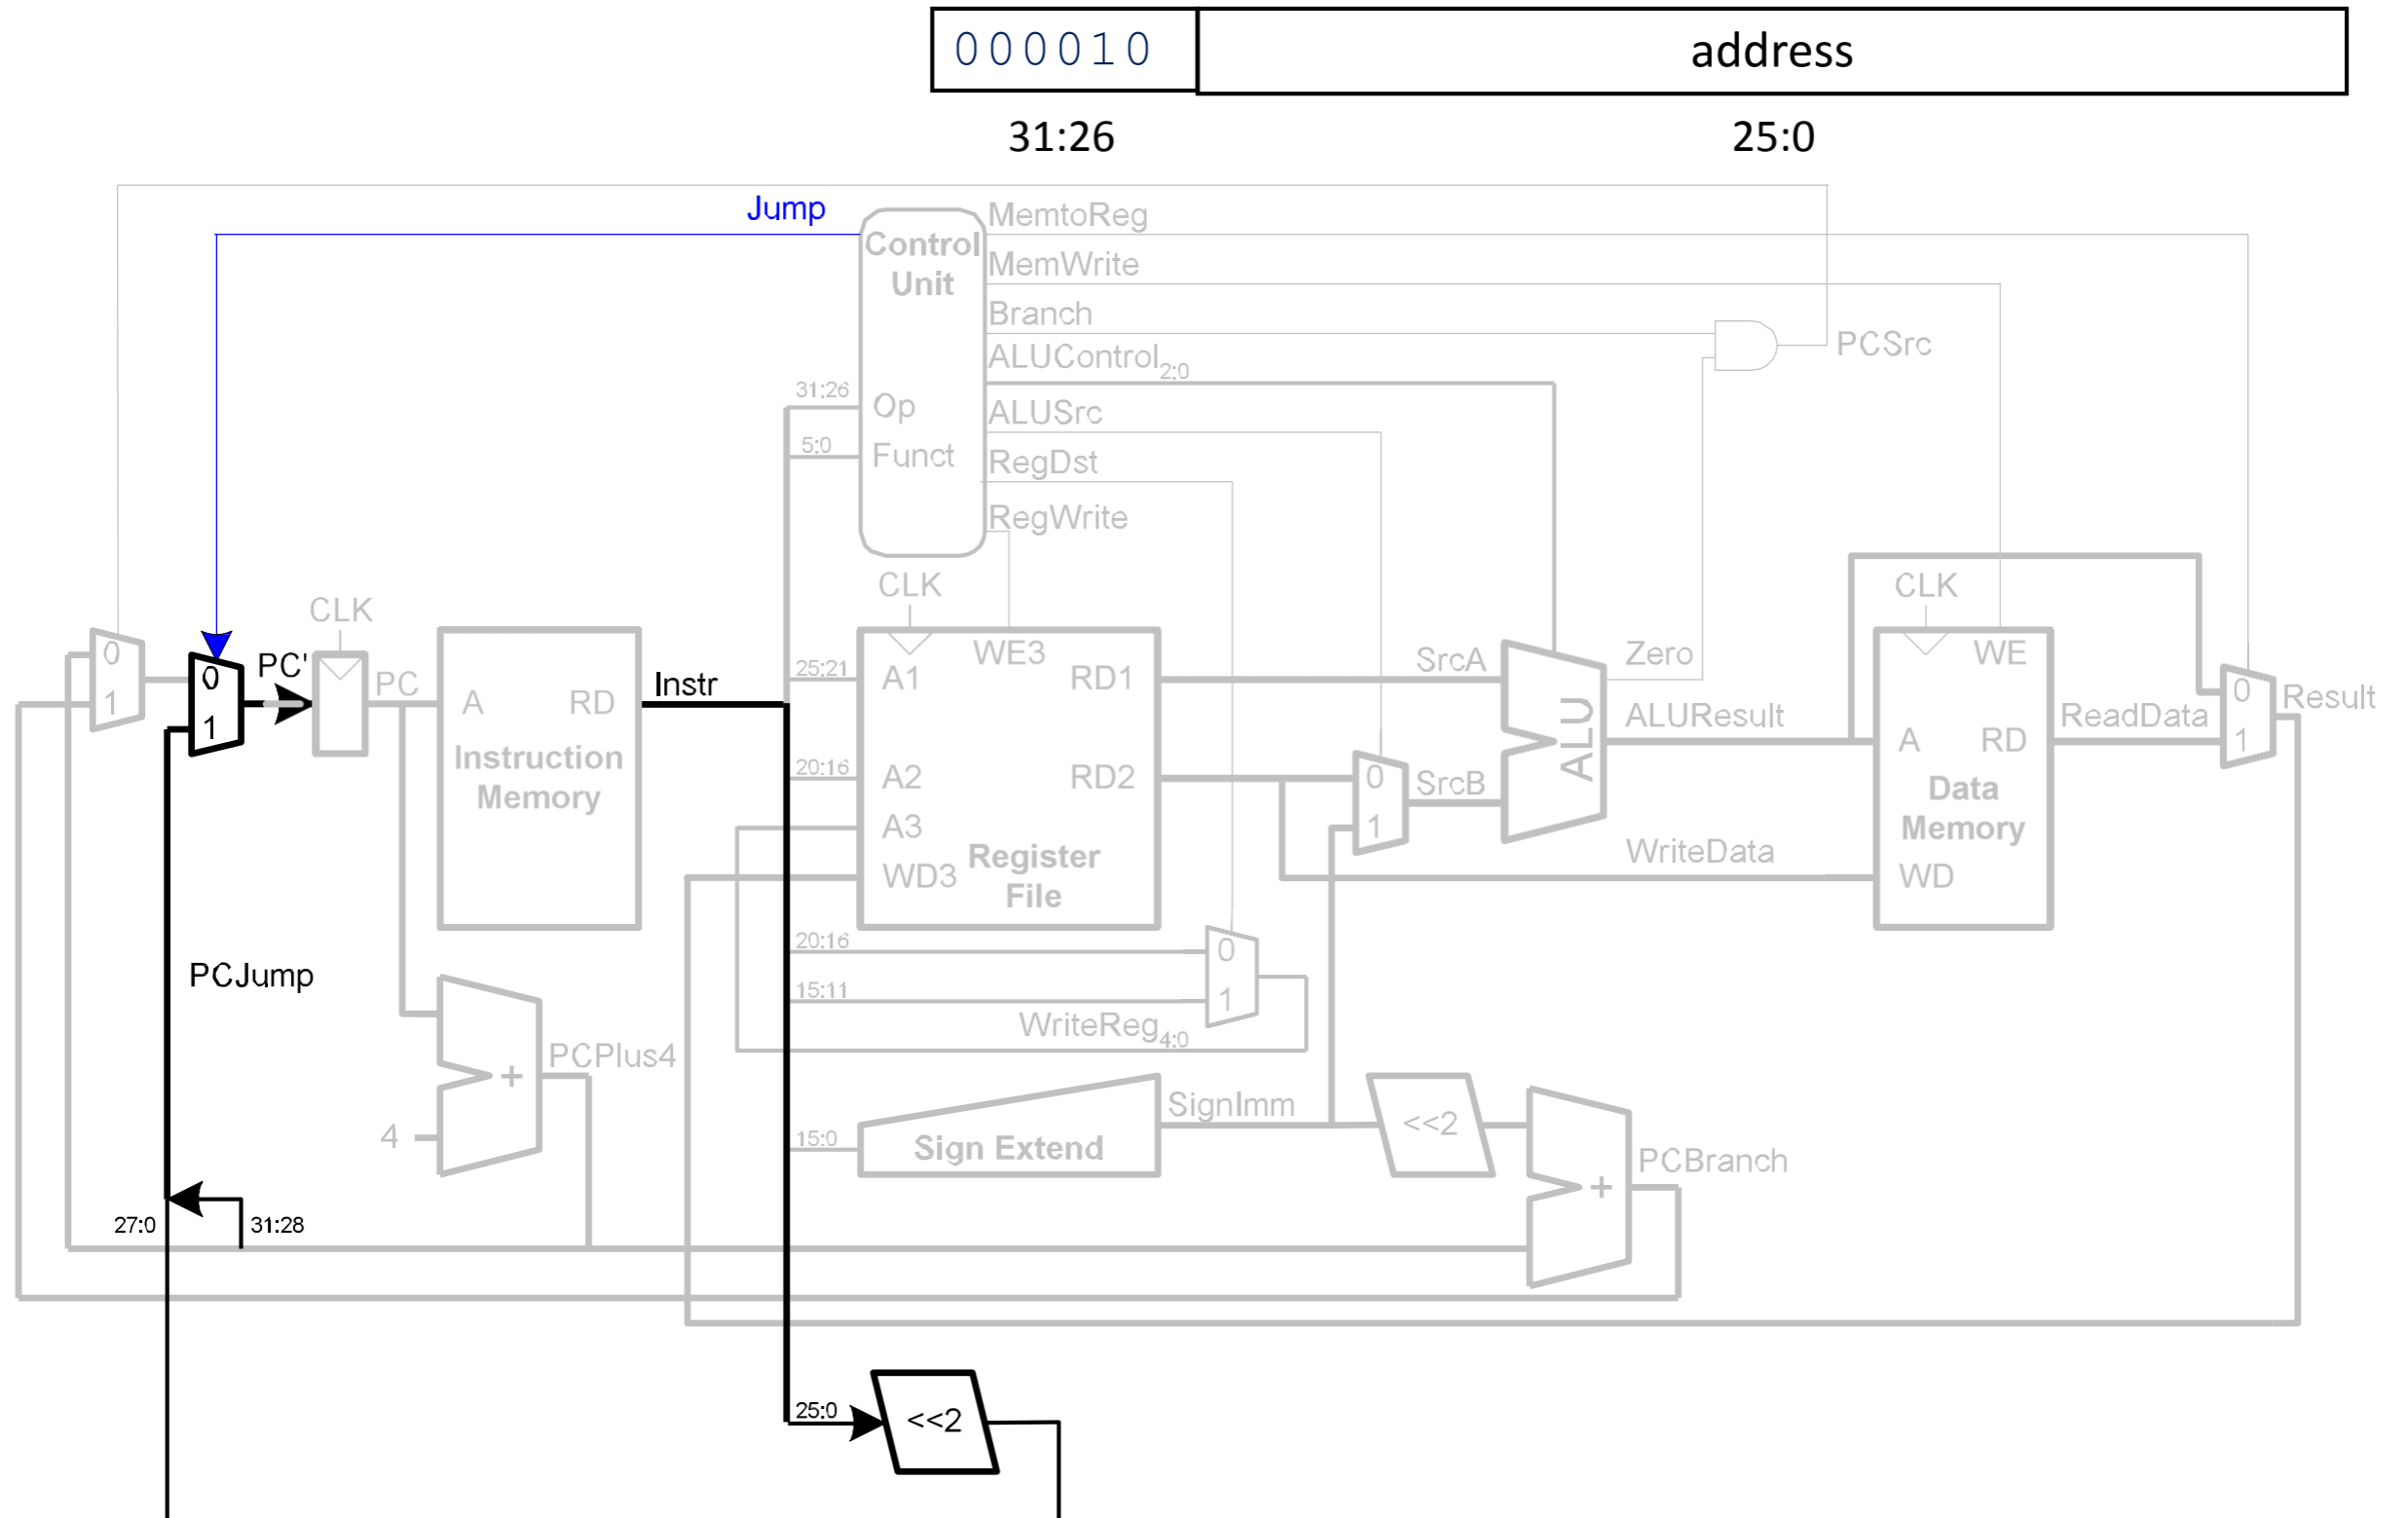 000010 address
31:26 25:0
Jump
Control
Unit
MemtoReg
MemWrite
Branch
ALUControl2:0
PCSrc
31:26
Op
ALUSrc
5:0
Funct
RegDst
RegWrite
CLK
CLK
CLK
0
1
0
1
PC'
PC
A
RD
Instruction
Memory
Instr
25:21
A1
WE3
RD1
20:16
A2
RD2
A3
WD3
Register
File
SrcA
0
1
SrcB
ALU
Zero
ALUResult
WriteData
WE
A
RD
Data
Memory
WD
ReadData
0
1
Result
20:16
0
15:11
1
WriteReg4:0
PCJump
PCPlus4
+
4
15:0
Sign Extend
SignImm
<<2
+
PCBranch
27:0
31:28
25:0
<<2